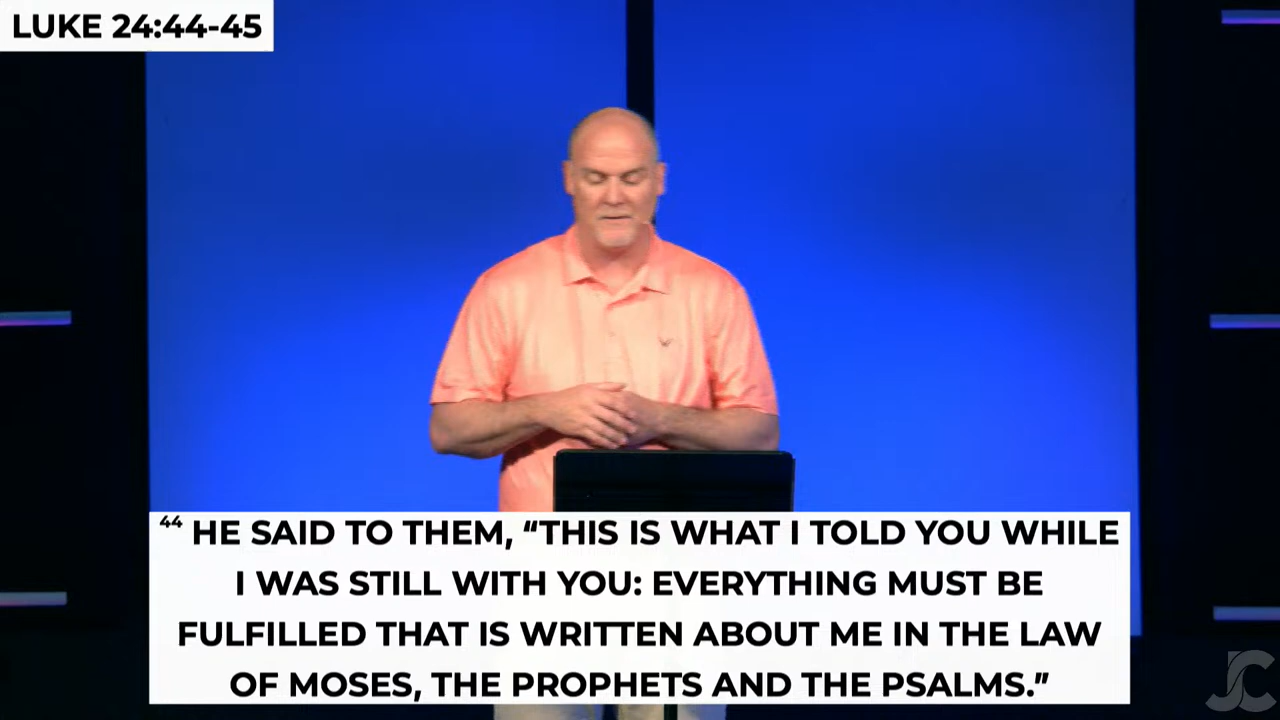 LUKE 24:44-45
44 HE SAID TO THEM, “THIS IS WHAT I TOLD YOU WHILE
I WAS STILL WITH YOU: EVERYTHING MUST BE
FULFILLED THAT IS WRITTEN ABOUT ME IN THE LAW
OF MOSES, THE PROPHETS AND THE PSALMS.”
JC